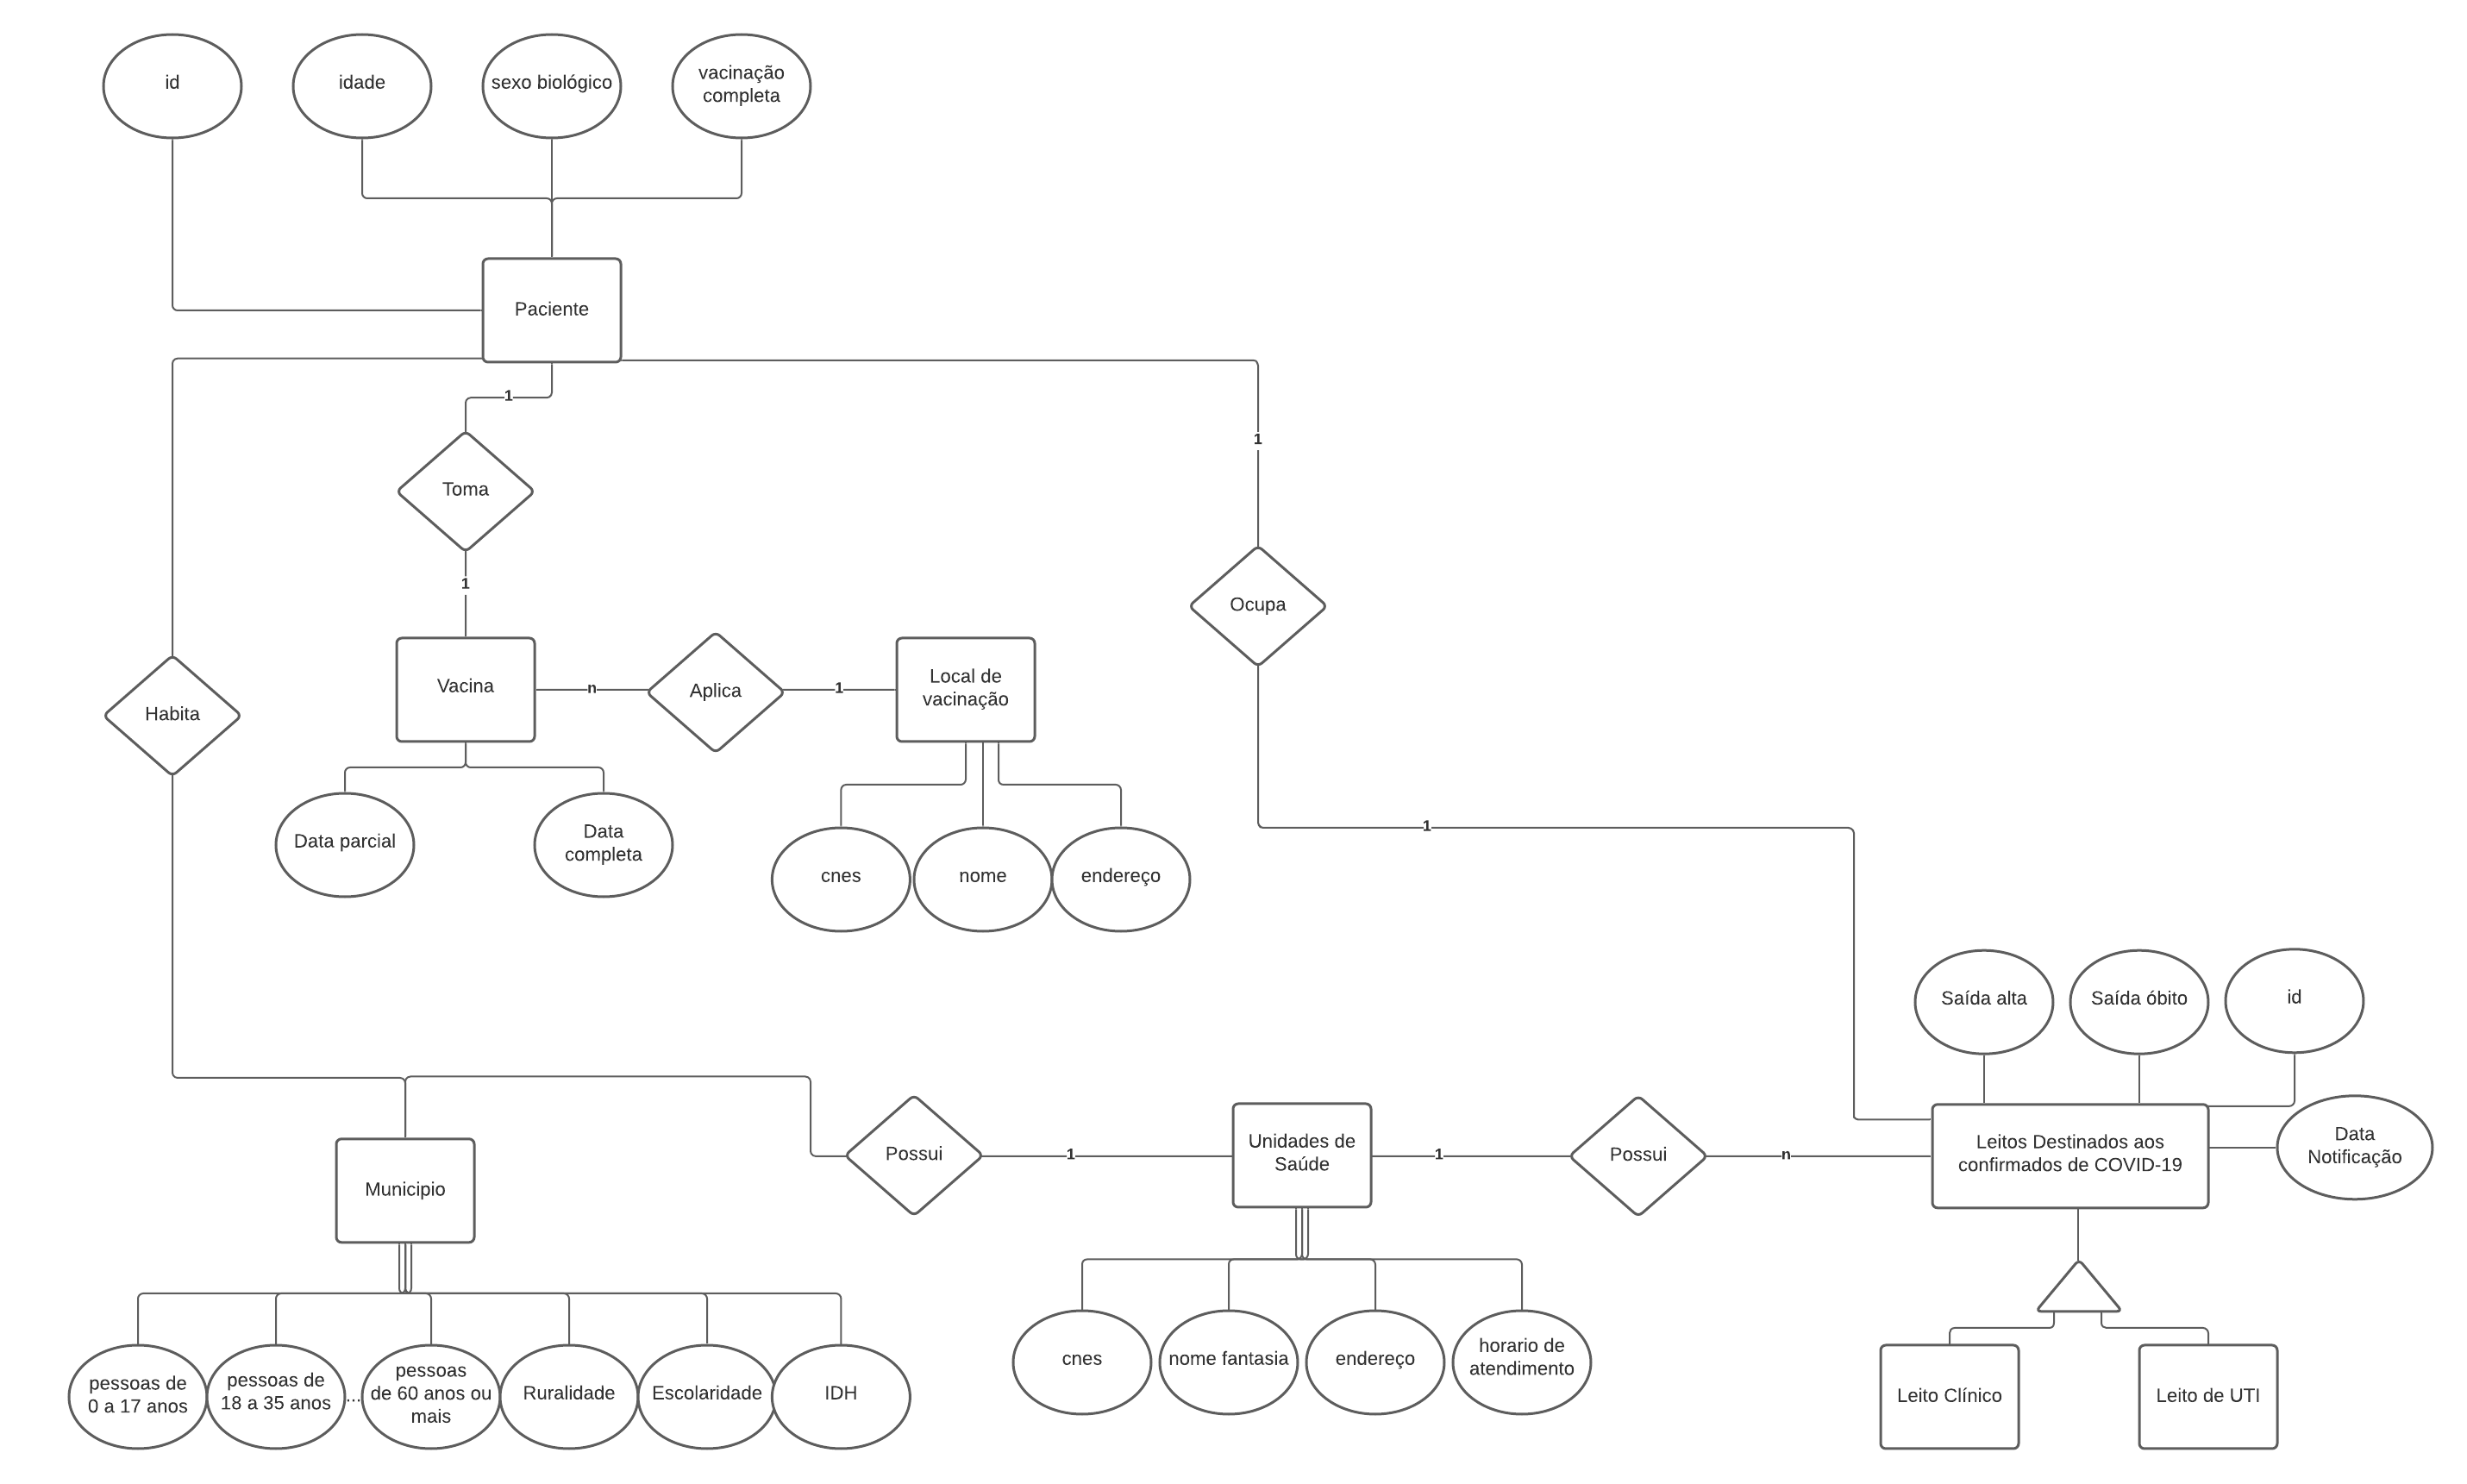 id
idade
sexo biológico
vacinação
completa
Paciente
1
1
Toma
1
Ocupa
Vacina
n
Aplica
1
Local de
vacinação
Habita
Data parcial
Data
completa
cnes
nome
endereço
1
Saída alta
Saída óbito
id
Possui
1
Unidades de
Saúde
1
Possui
n
Leitos Destinados aos
confirmados de COVID-19
Data
Notificação
Municipio
pessoas de
0 a 17 anos
pessoas de
18 a 35 anos
...
pessoas
de 60 anos ou
mais
Ruralidade
Escolaridade
IDH
cnes
nome fantasia
endereço
horario de
atendimento
Leito Clínico
Leito de UTI